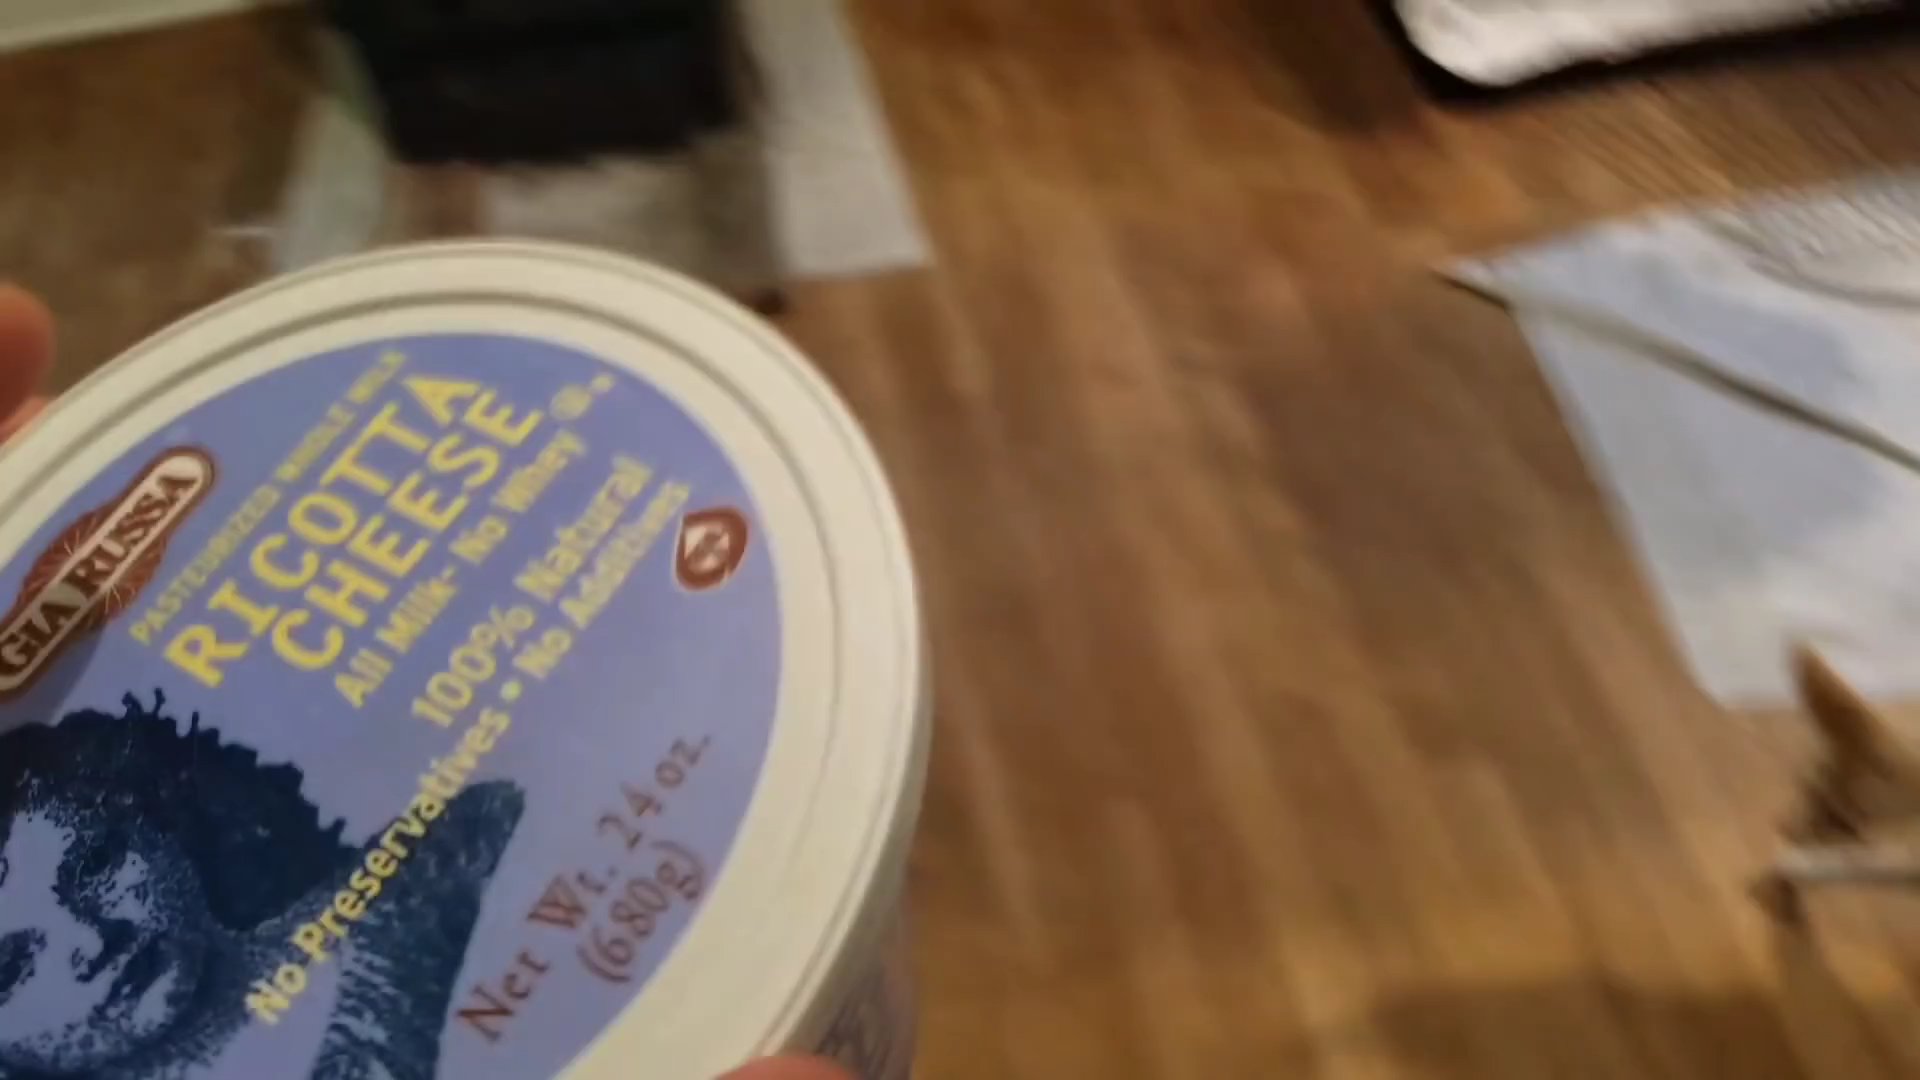 GIA RUSSA
PASTEURIZED WHOLE MILK
RICOTTA
CHEESE
All Milk- No Whey
100% Natural
No Preservatives • No Additives
Net Wt. 24 oz.
(680g)